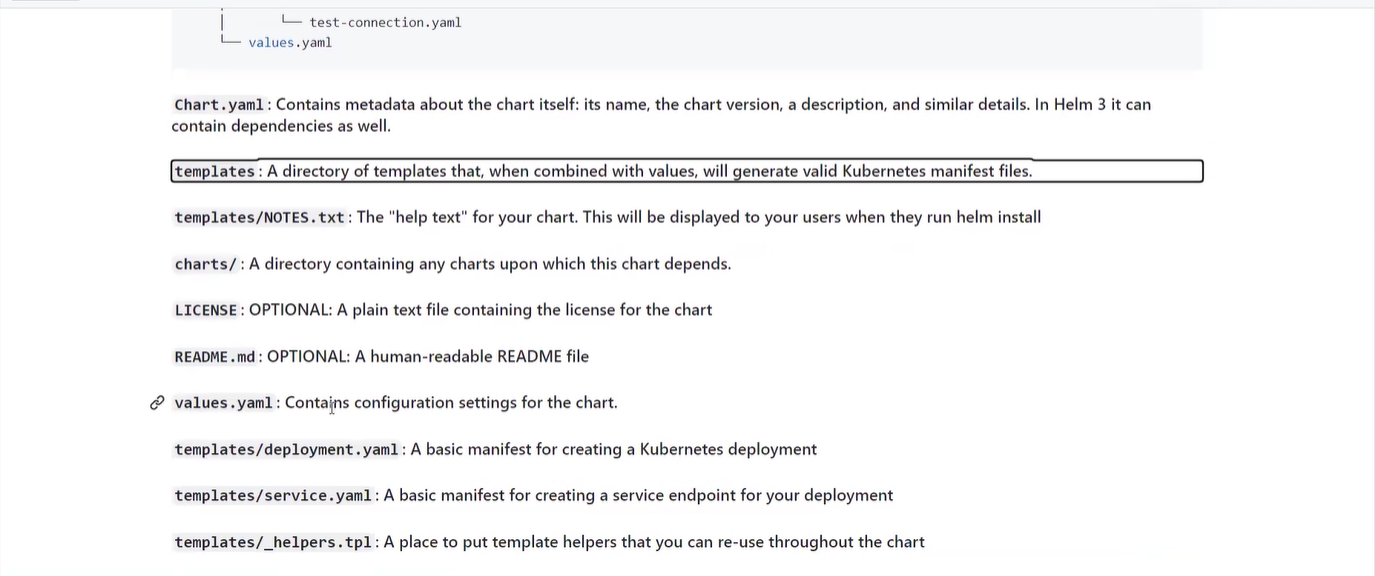 │ └── test-connection.yaml
└── values.yaml
Chart.yaml: Contains metadata about the chart itself: its name, the chart version, a description, and similar details. In Helm 3 it can
contain dependencies as well.
templates: A directory of templates that, when combined with values, will generate valid Kubernetes manifest files.
templates/NOTES.txt: The "help text" for your chart. This will be displayed to your users when they run helm install
charts/: A directory containing any charts upon which this chart depends.
LICENSE: OPTIONAL: A plain text file containing the license for the chart
README.md: OPTIONAL: A human-readable README file
values.yaml: Contains configuration settings for the chart.
templates/deployment.yaml: A basic manifest for creating a Kubernetes deployment
templates/service.yaml: A basic manifest for creating a service endpoint for your deployment
templates/_helpers.tpl: A place to put template helpers that you can re-use throughout the chart